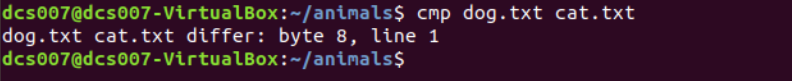 dcs007@dcs007-VirtualBox:~/animals$ cmp dog.txt cat.txt
dog.txt cat.txt differ: byte 8, line 1
dcs007@dcs007-VirtualBox:~/animals$